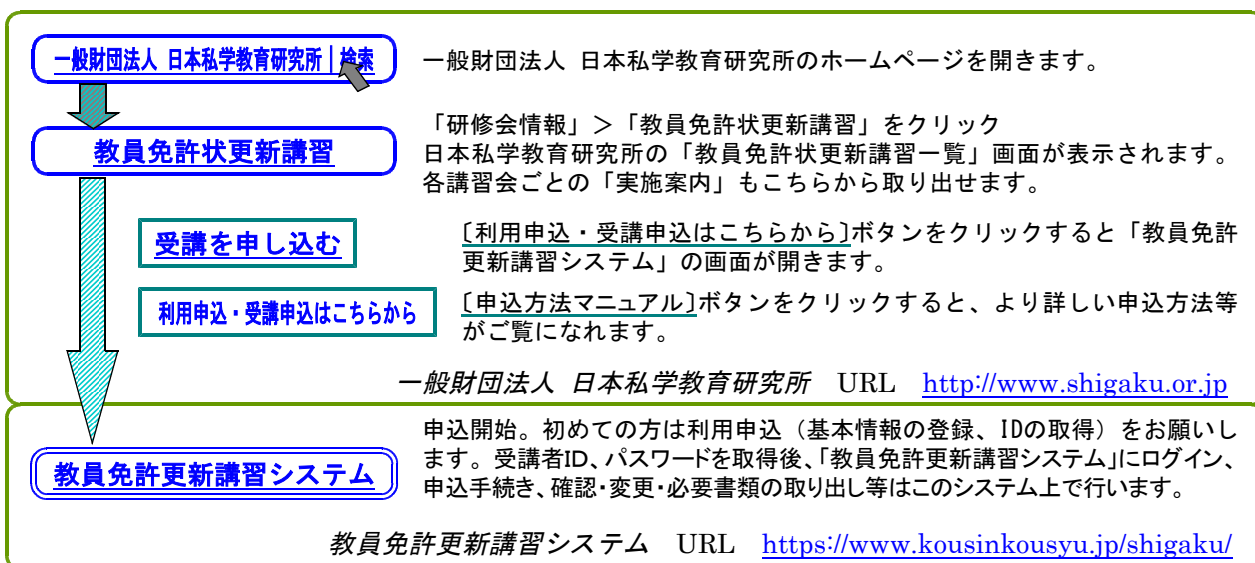 一般財団法人 日本私学教育研究所｜検索
一般財団法人 日本私学教育研究所のホームページを開きます。
教員免許状更新講習
「研修会情報」＞「教員免許状更新講習」をクリック
日本私学教育研究所の「教員免許状更新講習一覧」画面が表示されます。
各講習会ごとの「実施案内」もこちらから取り出せます。
受講を申し込む
〔利用申込・受講申込はこちらから〕ボタンをクリックすると「教員免許
更新講習システム」の画面が開きます。
利用申込・受講申込はこちらから
〔申込方法マニュアル〕ボタンをクリックすると、より詳しい申込方法等
がご覧になれます。
一般財団法人 日本私学教育研究所　URL　http://www.shigaku.or.jp
教員免許更新講習システム
申込開始。初めての方は利用申込（基本情報の登録、IDの取得）をお願いし
ます。受講者ID、パスワードを取得後、「教員免許更新講習システム」にログイン、
申込手続き、確認・変更・必要書類の取り出し等はこのシステム上で行います。
教員免許更新講習システム　URL　https://www.kousinkousyu.jp/shigaku/